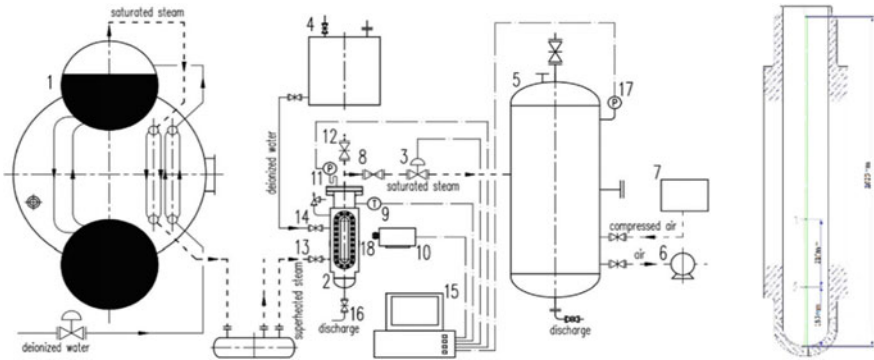 saturated steam
1
deionized water
superheated steam
4
deionized water
12
8
3
saturated steam
11
P
T
9
14
13
18
10
2
16
discharge
15
5
17
P
7
compressed air
air
6
discharge